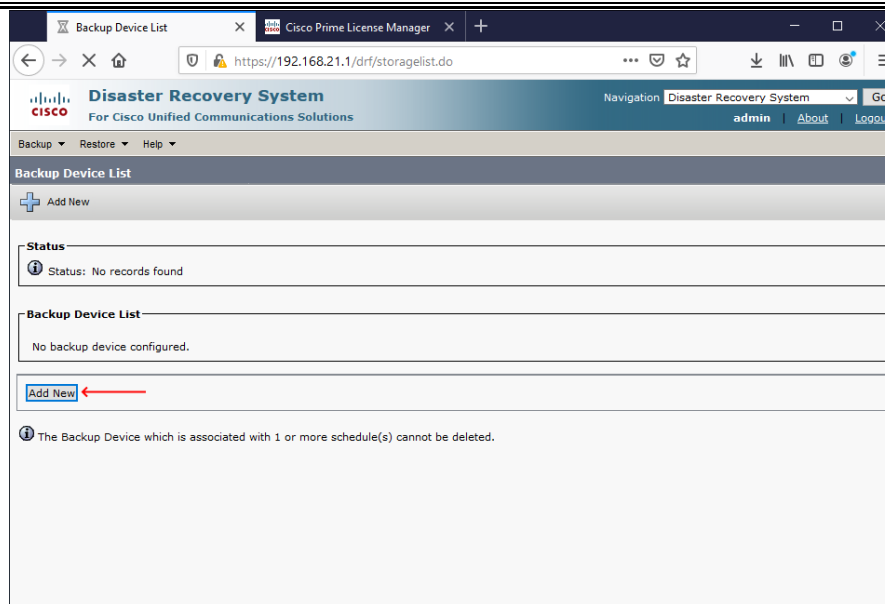 Backup Device List
Cisco Prime License Manager
https://192.168.21.1/drf/storagelist.do
cisco
Disaster Recovery System
For Cisco Unified Communications Solutions
Navigation Disaster Recovery System
admin | About |
Backup Restore Help
Backup Device List
Add New
Status
Status: No records found
Backup Device List
No backup device configured.
Add New
The Backup Device which is associated with 1 or more schedule(s) cannot be deleted.